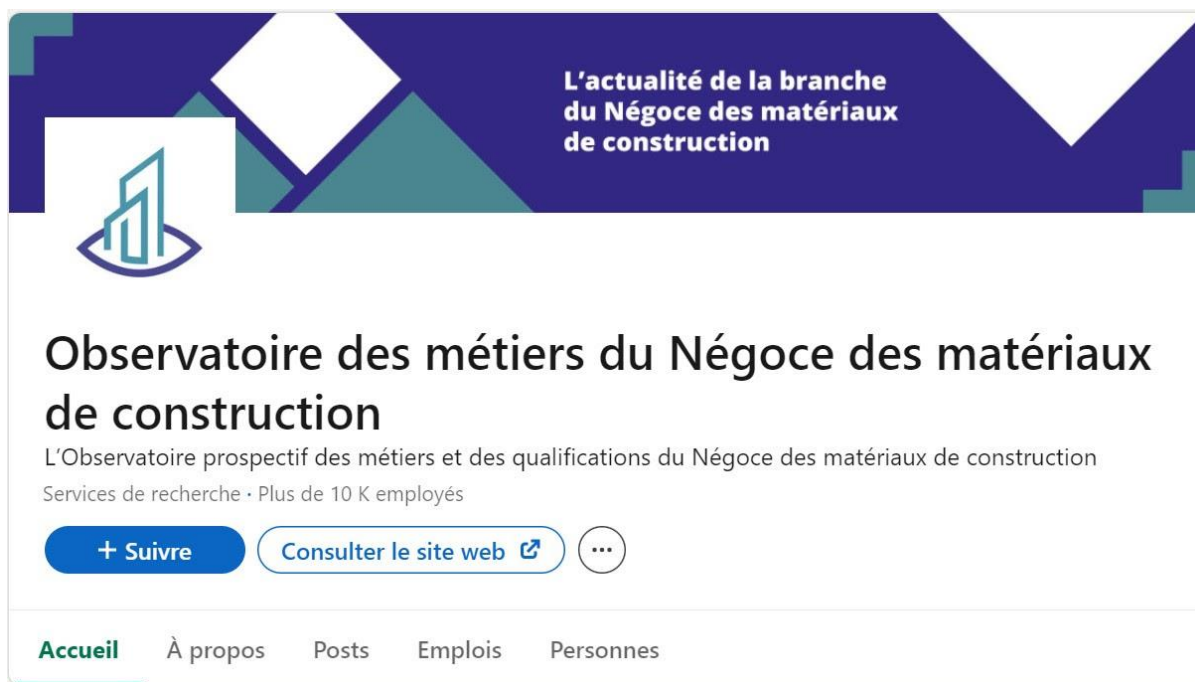 L'actualité de la branche
du Négoce des matériaux
de construction
Observatoire des métiers du Négoce des matériaux
de construction
L'Observatoire prospectif des métiers et des qualifications du Négoce des matériaux de construction
Services de recherche · Plus de 10 K employés
+ Suivre
Consulter le site web
Accueil
À propos
Posts
Emplois
Personnes